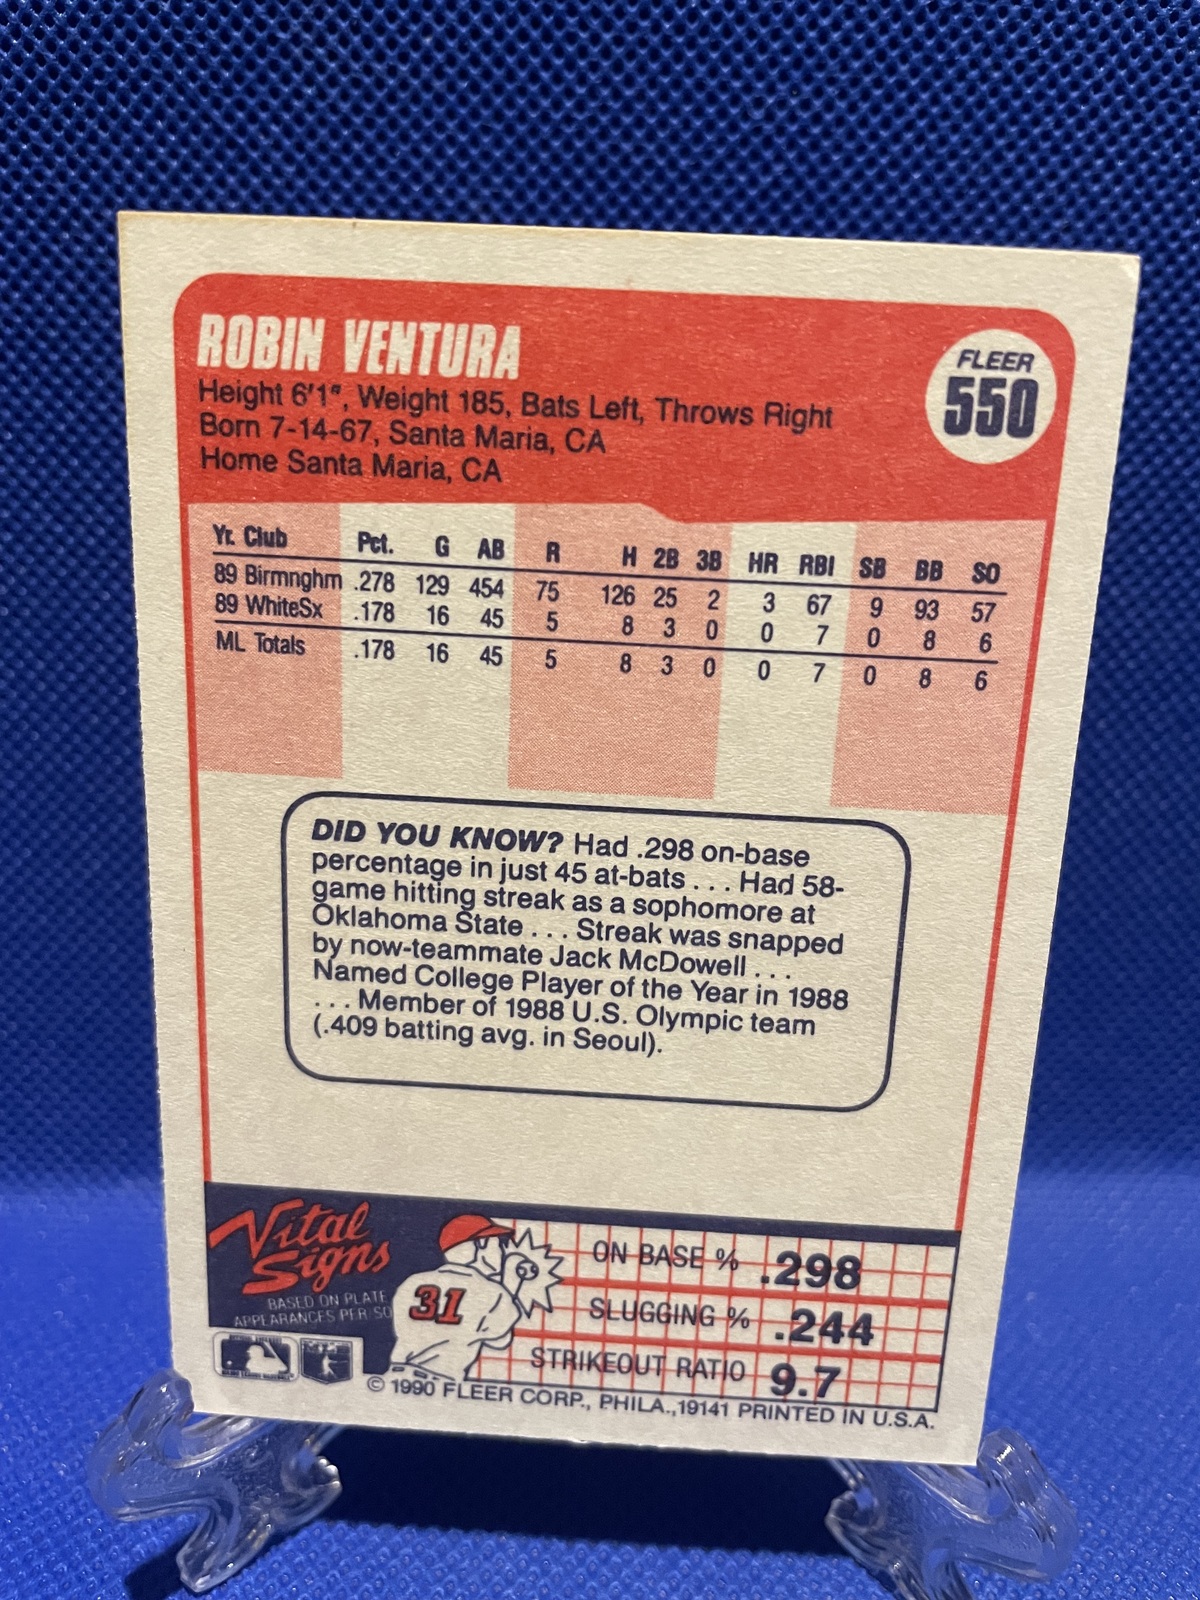 ROBIN VENTURA
Height 6'1", Weight 185, Bats Left, Throws Right
Born 7-14-67, Santa Maria, CA
Home Santa Maria, CA
FLEER
550
Yr. Club Pct. G AB R H 2B 3B HR RBI SB BB SO
89 Birmnghm .278 129 454 75 126 25 2 3 67 9 93 57
89 WhiteSx .178 16 45 5 8 3 0 0 7 0 8 6
ML Totals .178 16 45 5 8 3 0 0 7 0 8 6
DID YOU KNOW? Had .298 on-base
percentage in just 45 at-bats . . . Had 58-
game hitting streak as a sophomore at
Oklahoma State . . . Streak was snapped
by now-teammate Jack McDowell . . .
Named College Player of the Year in 1988
. . . Member of 1988 U.S. Olympic team
(.409 batting avg. in Seoul).
Vital
Signs
BASED ON PLATE
APPEARANCES PER SO
31
ON BASE % .298
SLUGGING % .244
STRIKEOUT RATIO 9.7
© 1990 FLEER CORP., PHILA.,19141 PRINTED IN U.S.A.